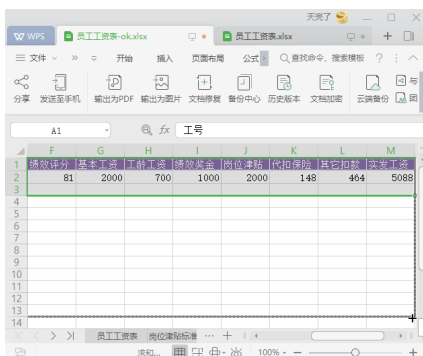 天亮了
WPS 员工工资表-ok.xlsx 员工工资表.xlsx
文件 开始 插入 页面布局 公式 查找命令、搜索模板
分享 发送至手机 输出为PDF 输出为图片 文档修复 备份中心 历史版本 文档加密 云端备份 与
团
A1 fx 工号
F G H I J K L M
1 绩效评分 基本工资 工龄工资 绩效奖金 岗位津贴 代扣保险 其它扣款 实发工资
2 81 2000 700 1000 2000 148 464 5088
3
4
5
6
7
8
9
10
11
12
13
14
员工工资表 岗位津贴标准 ···
求和... 100%